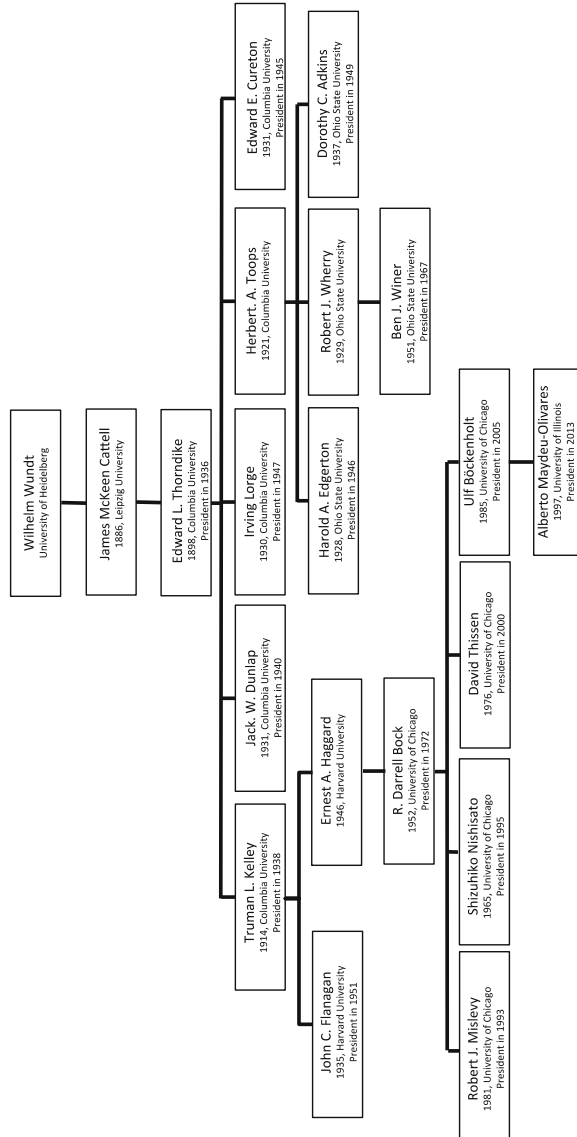 Wilhelm Wundt
University of Heidelberg
James McKeen Cattell
1886, Leipzig University
Edward L. Thorndike
1898, Columbia University
President in 1936
Truman L. Kelley
1914, Columbia University
President in 1938
Jack. W. Dunlap
1931, Columbia University
President in 1940
Irving Lorge
1930, Columbia University
President in 1947
Herbert. A. Toops
1921, Columbia University
Edward E. Cureton
1931, Columbia University
President in 1945
John C. Flanagan
1935, Harvard University
President in 1951
Ernest A. Haggard
1946, Harvard University
Harold A. Edgerton
1928, Ohio State University
President in 1946
Robert J. Wherry
1929, Ohio State University
Dorothy C. Adkins
1937, Ohio State University
President in 1949
R. Darrell Bock
1952, University of Chicago
President in 1972
Ben J. Winer
1951, Ohio State University
President in 1967
Robert J. Mislevy
1981, University of Chicago
President in 1993
Shizuhiko Nishisato
1965, University of Chicago
President in 1995
David Thissen
1976, University of Chicago
President in 2000
Ulf Böckenholt
1985, University of Chicago
President in 2005
Alberto Maydeu-Olivares
1997, University of Illinois
President in 2013